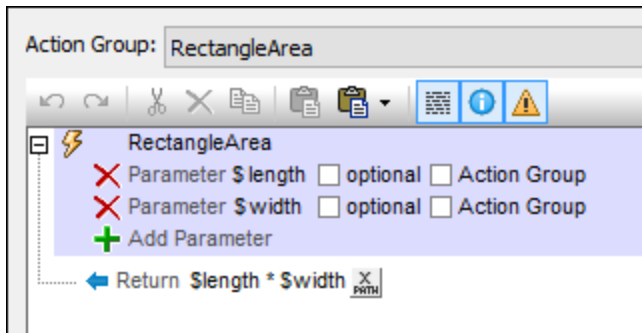 Action Group: RectangleArea
RectangleArea
Parameter $length optional Action Group
Parameter $width optional Action Group
Add Parameter
Return $length * $width X PATH